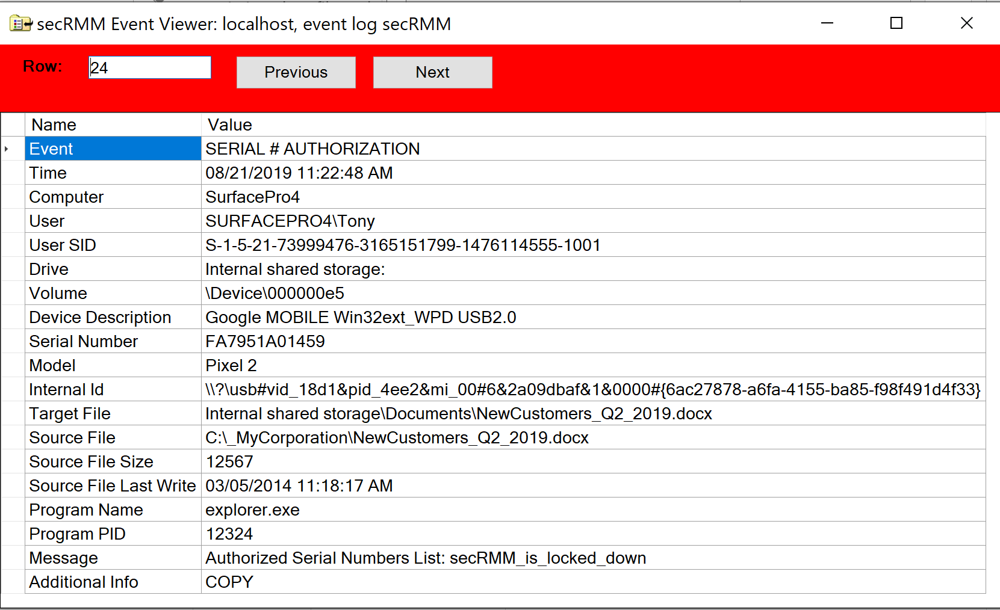 secRMM Event Viewer: localhost, event log secRMM
Row: 24 Previous Next
Name Value
Event SERIAL # AUTHORIZATION
Time 08/21/2019 11:22:48 AM
Computer SurfacePro4
User SURFACEPRO4\Tony
User SID S-1-5-21-73999476-3165151799-1476114555-1001
Drive Internal shared storage:
Volume \Device\000000e5
Device Description Google MOBILE Win32ext_WPD USB2.0
Serial Number FA7951A01459
Model Pixel 2
Internal Id \\?\usb#vid_18d1&pid_4ee2&mi_00#6&2a09dbaf&1&0000#{6ac27878-a6fa-4155-ba85-f98f491d4f33}
Target File Internal shared storage\Documents\NewCustomers_Q2_2019.docx
Source File C:\_MyCorporation\NewCustomers_Q2_2019.docx
Source File Size 12567
Source File Last Write 03/05/2014 11:18:17 AM
Program Name explorer.exe
Program PID 12324
Message Authorized Serial Numbers List: secRMM_is_locked_down
Additional Info COPY